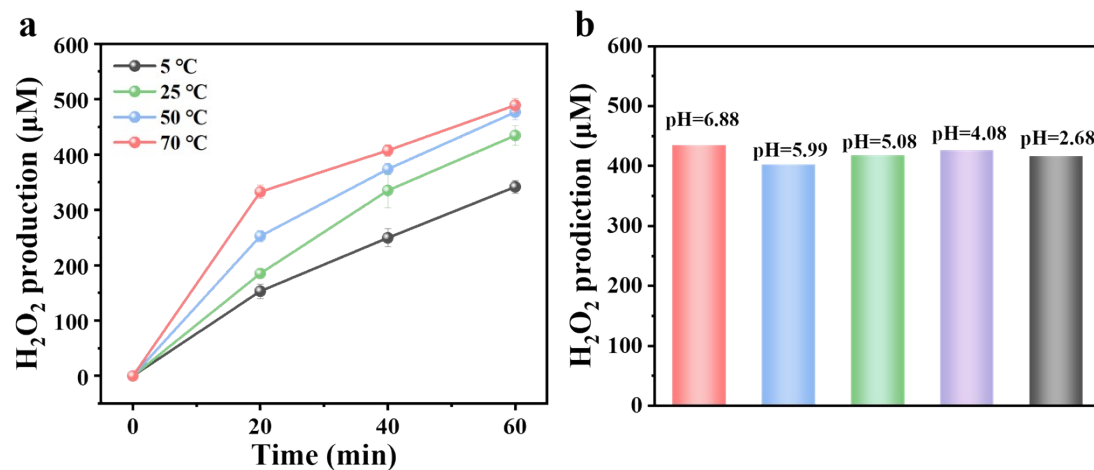 a
H₂O₂ production (μM)
600
500
400
300
200
100
0
5 ℃
25 ℃
50 ℃
70 ℃
0 20 40 60
Time (min)
b
H₂O₂ prodiction (μM)
600
500
400
300
200
100
0
pH=6.88
pH=5.99
pH=5.08
pH=4.08
pH=2.68